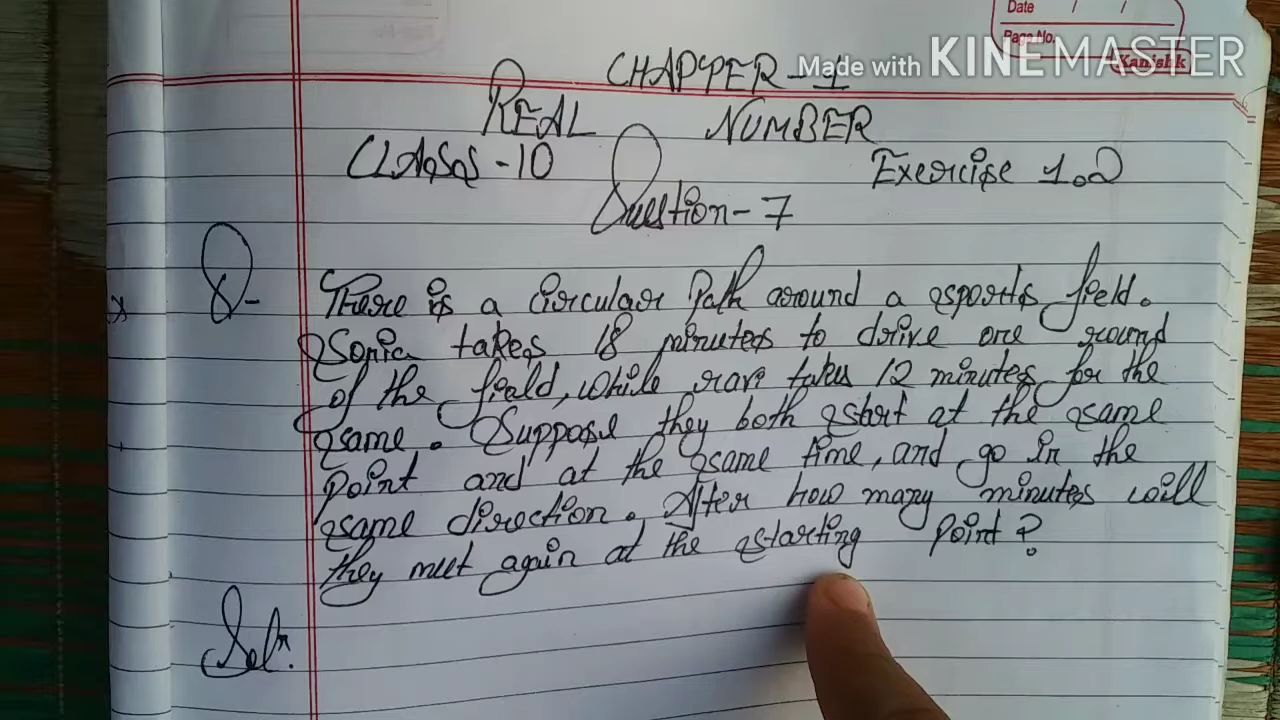 Date / /
Page No.
Kanishk
Made with KINEMASTER
CHAPTER - 1
REAL NUMBER
CLASS - 10 Exercise 1.2
Question - 7
Q- There is a circular path around a sports field.
Sonia takes 18 minutes to drive one round
of the field, while ravi takes 12 minutes for the
same. Suppose they both start at the same
point and at the same time, and go in the
same direction. After how many minutes will
they meet again at the starting point?
Solⁿ.